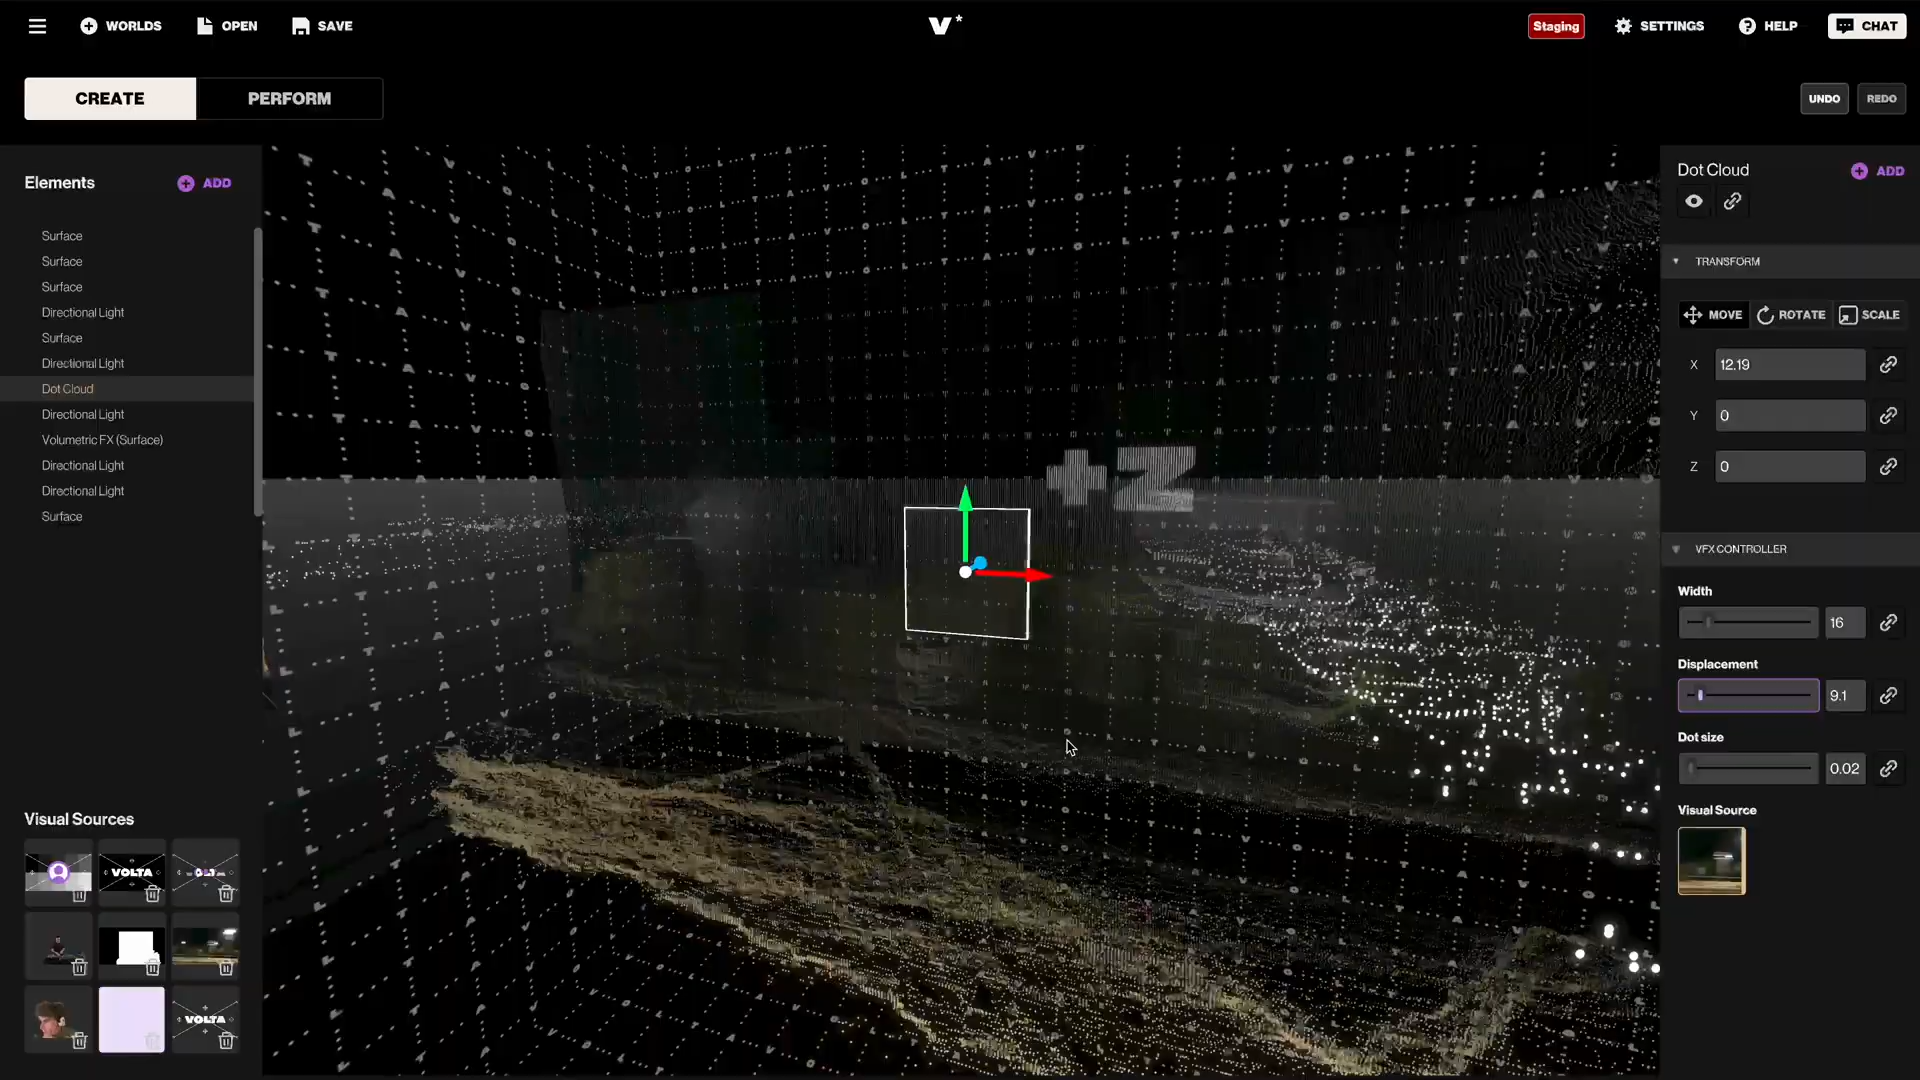 WORLDS OPEN SAVE V* Staging SETTINGS HELP CHAT
CREATE PERFORM UNDO REDO
Elements ADD
Surface
Surface
Surface
Directional Light
Surface
Directional Light
Dot Cloud
Directional Light
Volumetric FX (Surface)
Directional Light
Directional Light
Surface
Visual Sources
VOLTA
VOLTA
+Z
Dot Cloud ADD
TRANSFORM
MOVE ROTATE SCALE
X 12.19
Y 0
Z 0
VFX CONTROLLER
Width
16
Displacement
9.1
Dot size
0.02
Visual Source